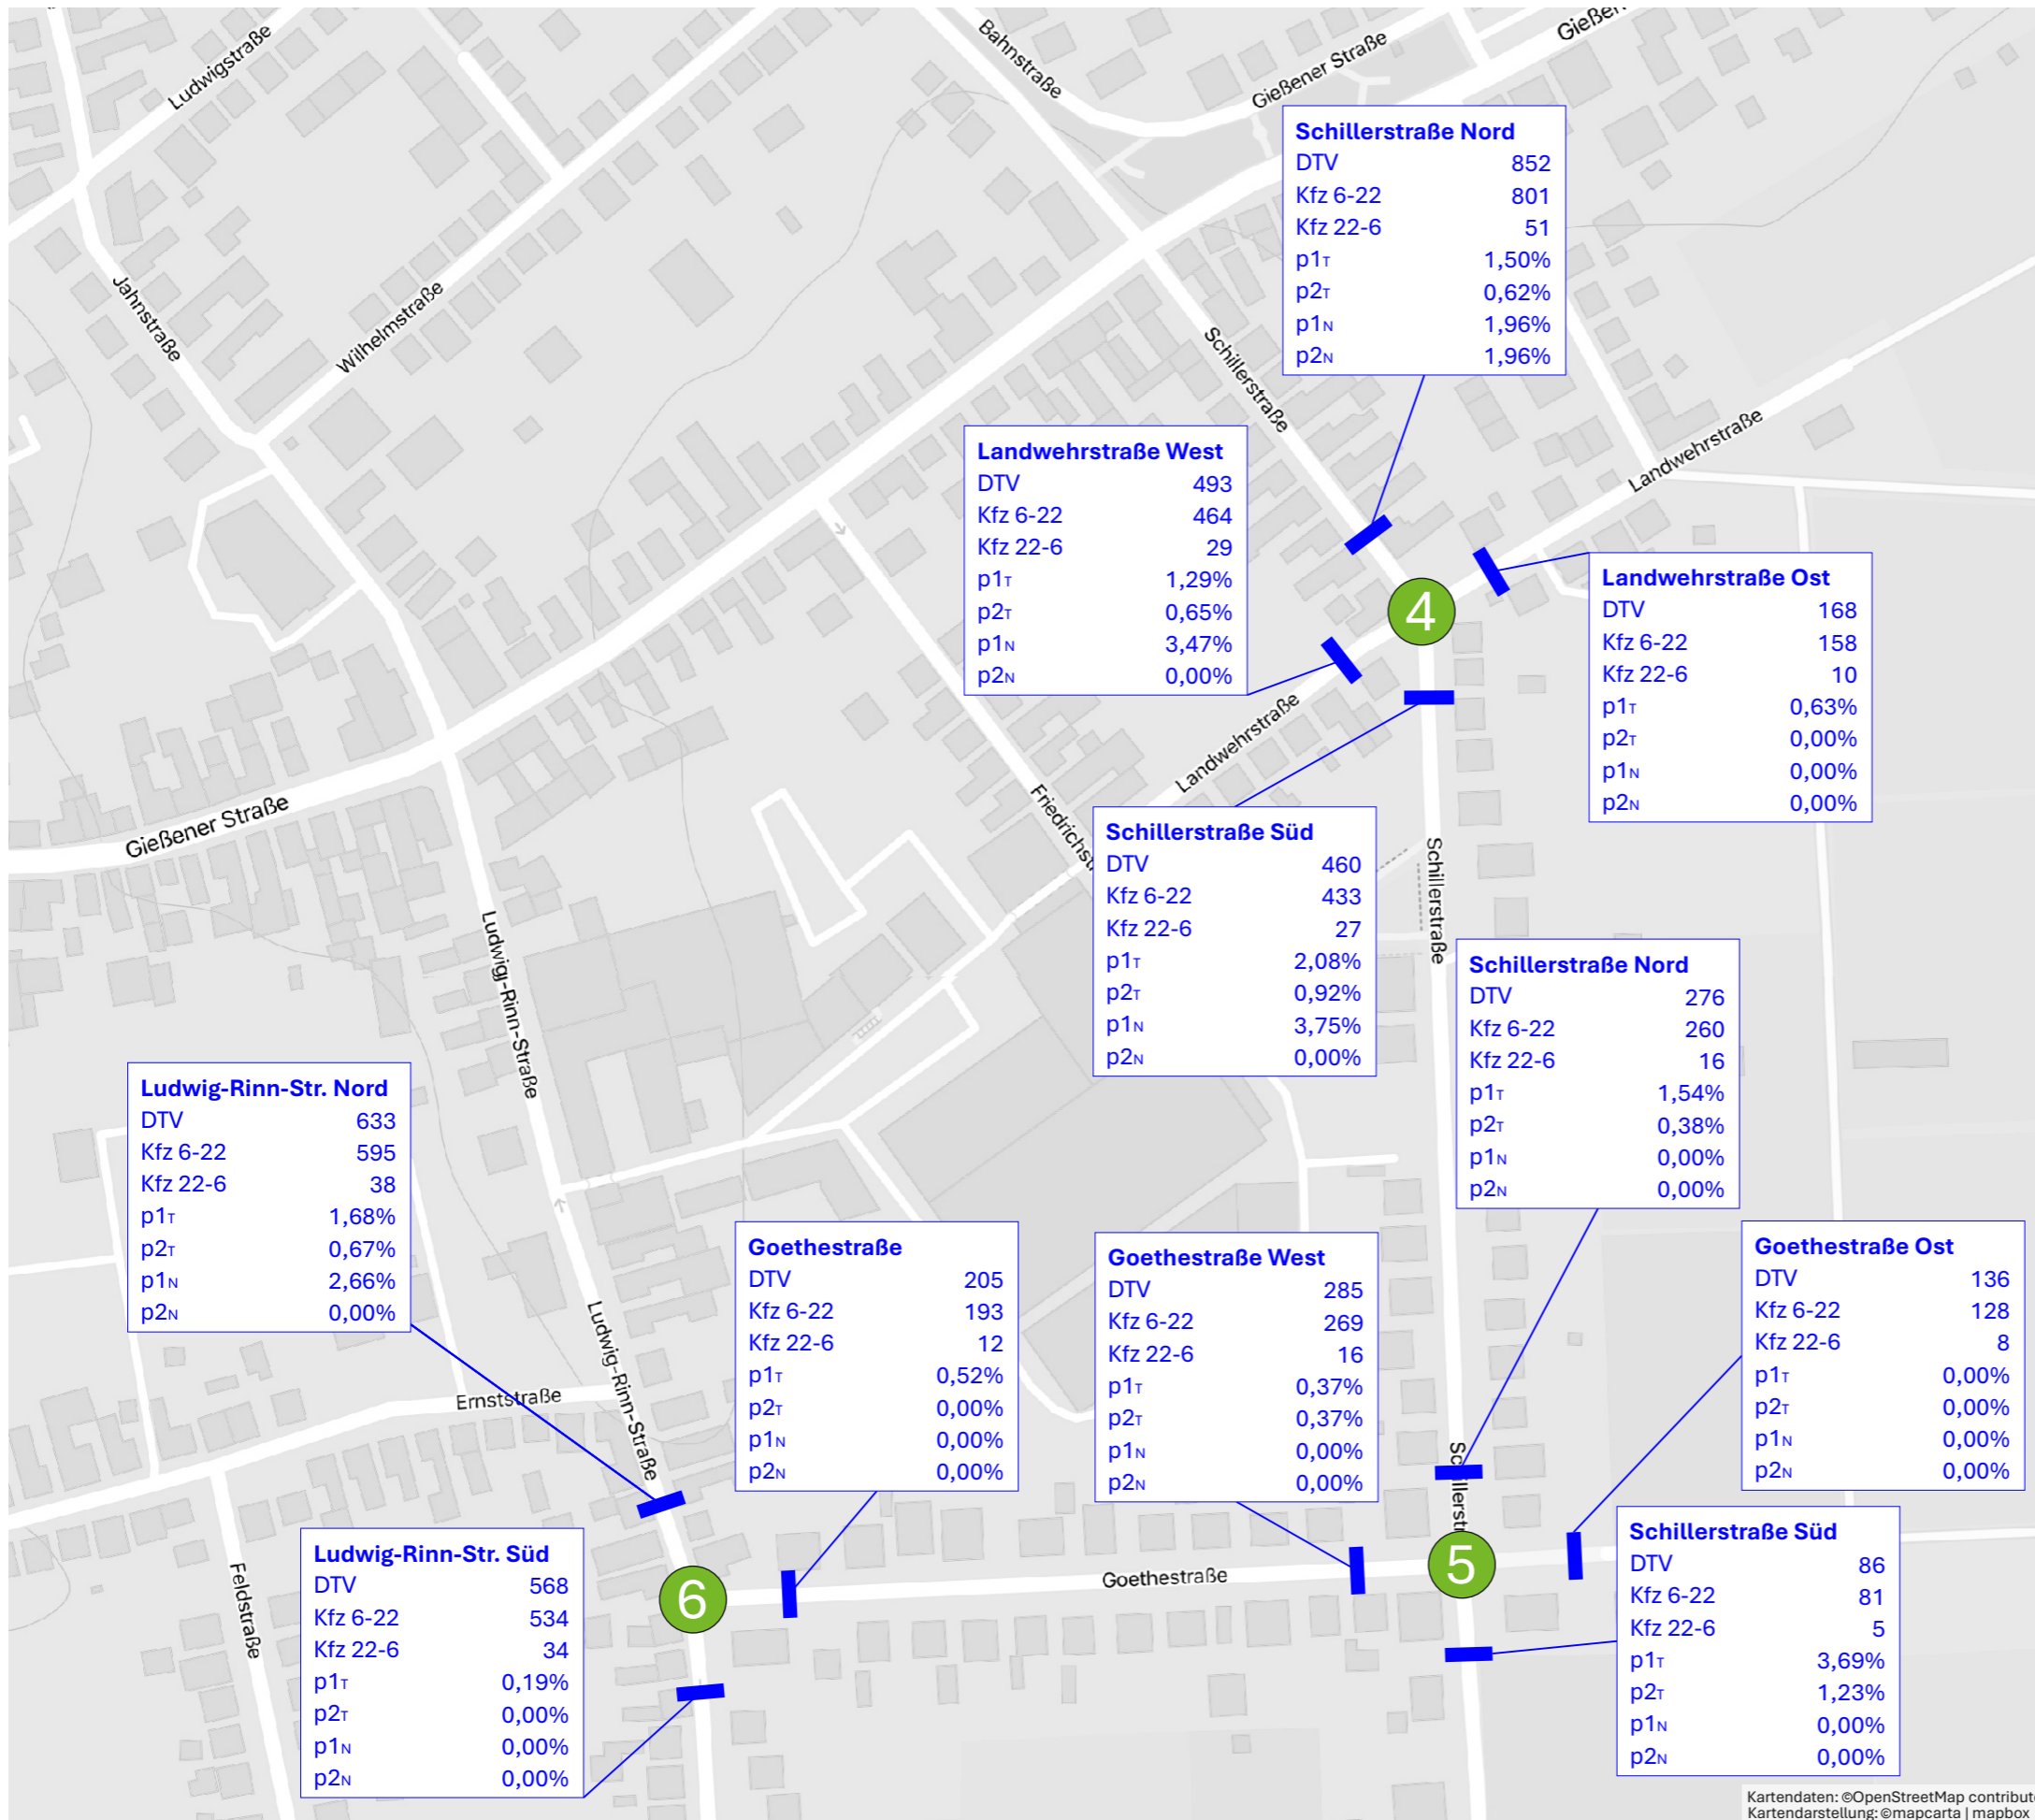 Ludwigstraße
Bahnstraße
Gießener Straße
Jahnstraße
Wilhelmstraße
Schillerstraße
Schillerstraße Nord
DTV 852
Kfz 6-22 801
Kfz 22-6 51
p1T 1,50%
p2T 0,62%
p1N 1,96%
p2N 1,96%
Landwehrstraße West
DTV 493
Kfz 6-22 464
Kfz 22-6 29
p1T 1,29%
p2T 0,65%
p1N 3,47%
p2N 0,00%
Landwehrstraße
4
Landwehrstraße Ost
DTV 168
Kfz 6-22 158
Kfz 22-6 10
p1T 0,63%
p2T 0,00%
p1N 0,00%
p2N 0,00%
Landwehrstraße
Gießener Straße
Schillerstraße Süd
DTV 460
Kfz 6-22 433
Kfz 22-6 27
p1T 2,08%
p2T 0,92%
p1N 3,75%
p2N 0,00%
Schillerstraße
Ludwig-Rinn-Straße
Schillerstraße Nord
DTV 276
Kfz 6-22 260
Kfz 22-6 16
p1T 1,54%
p2T 0,38%
p1N 0,00%
p2N 0,00%
Ludwig-Rinn-Str. Nord
DTV 633
Kfz 6-22 595
Kfz 22-6 38
p1T 1,68%
p2T 0,67%
p1N 2,66%
p2N 0,00%
Goethestraße
DTV 205
Kfz 6-22 193
Kfz 22-6 12
p1T 0,52%
p2T 0,00%
p1N 0,00%
p2N 0,00%
Goethestraße West
DTV 285
Kfz 6-22 269
Kfz 22-6 16
p1T 0,37%
p2T 0,37%
p1N 0,00%
p2N 0,00%
Goethestraße Ost
DTV 136
Kfz 6-22 128
Kfz 22-6 8
p1T 0,00%
p2T 0,00%
p1N 0,00%
p2N 0,00%
Ludwig-Rinn-Straße
Ernststraße
Ludwig-Rinn-Str. Süd
DTV 568
Kfz 6-22 534
Kfz 22-6 34
p1T 0,19%
p2T 0,00%
p1N 0,00%
p2N 0,00%
Feldstraße
6
Goethestraße
5
Schillerstraße Süd
DTV 86
Kfz 6-22 81
Kfz 22-6 5
p1T 3,69%
p2T 1,23%
p1N 0,00%
p2N 0,00%
Kartendaten: ©OpenStreetMap
Kartendarstellung: ©mapcarta | mapbox